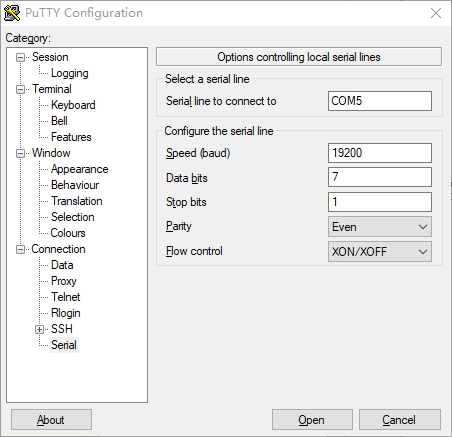 PuTTY Configuration
Category:
Session
Logging
Terminal
Keyboard
Bell
Features
Window
Appearance
Behaviour
Translation
Selection
Colours
Connection
Data
Proxy
Telnet
Rlogin
SSH
Serial
Options controlling local serial lines
Select a serial line
Serial line to connect to COM5
Configure the serial line
Speed (baud) 19200
Data bits 7
Stop bits 1
Parity Even
Flow control XON/XOFF
About Open Cancel